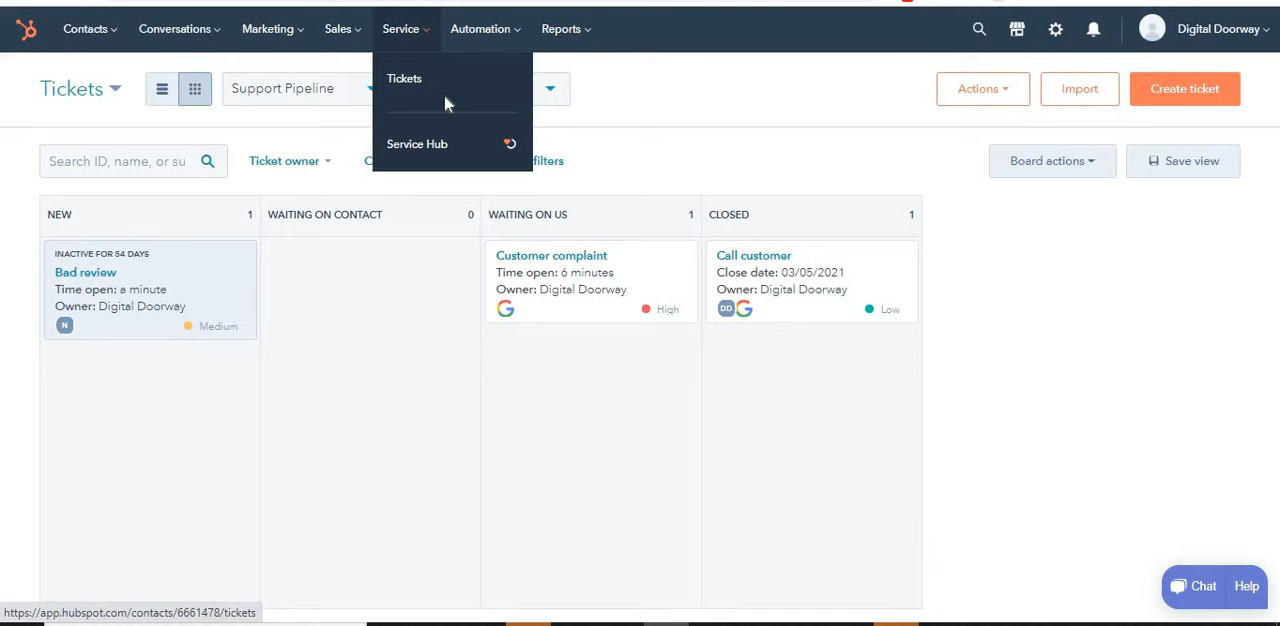 Contacts Conversations Marketing Sales Service Automation Reports Digital Doorway
Tickets
Service Hub
Tickets Support Pipeline Actions Import Create ticket
Search ID, name, or su Ticket owner C filters Board actions Save view
NEW 1 WAITING ON CONTACT 0 WAITING ON US 1 CLOSED 1
INACTIVE FOR 54 DAYS
Bad review
Time open: a minute
Owner: Digital Doorway
N Medium
Customer complaint
Time open: 6 minutes
Owner: Digital Doorway
G High
Call customer
Close date: 03/05/2021
Owner: Digital Doorway
DD G Low
Chat Help
https://app.hubspot.com/contacts/6661478/tickets